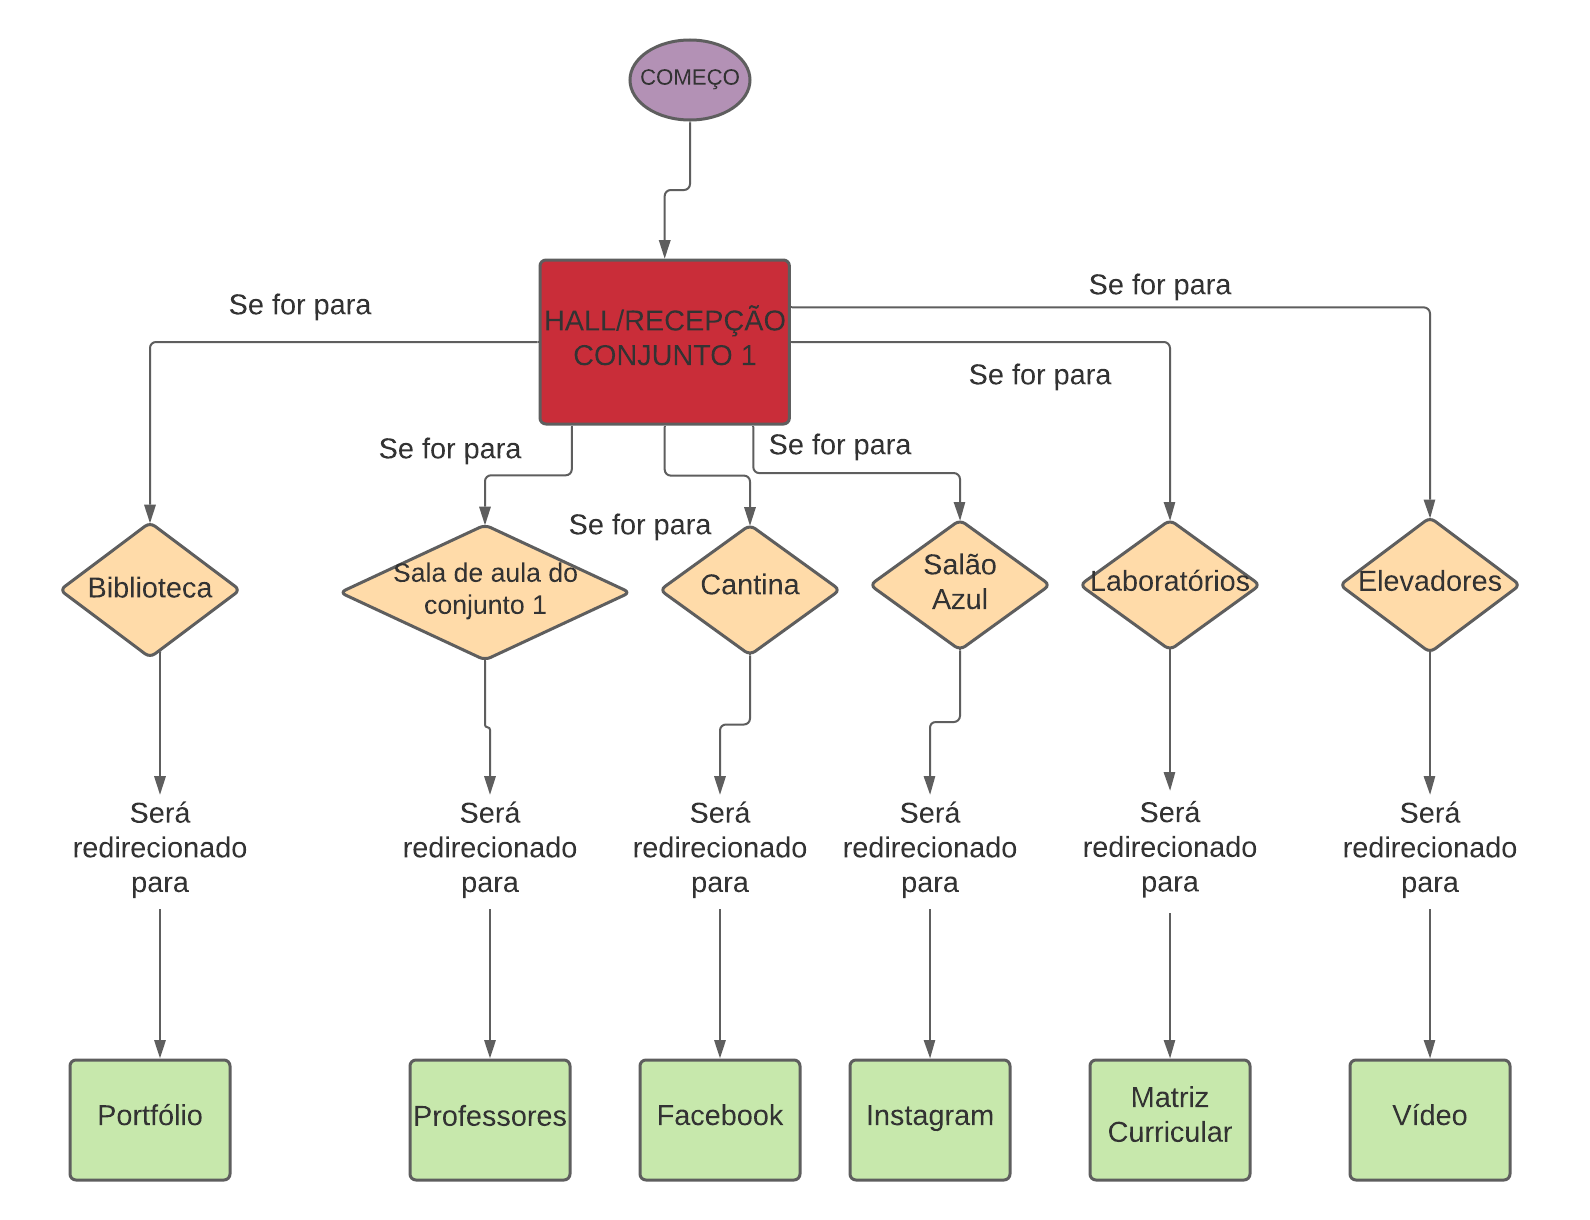 COMEÇO
Se for para
Se for para
HALL/RECEPÇÃO
CONJUNTO 1
Se for para
Se for para
Se for para
Se for para
Biblioteca
Sala de aula do
conjunto 1
Cantina
Salão
Azul
Laboratórios
Elevadores
Será
redirecionado
para
Será
redirecionado
para
Será
redirecionado
para
Será
redirecionado
para
Será
redirecionado
para
Será
redirecionado
para
Portfólio
Professores
Facebook
Instagram
Matriz
Curricular
Vídeo